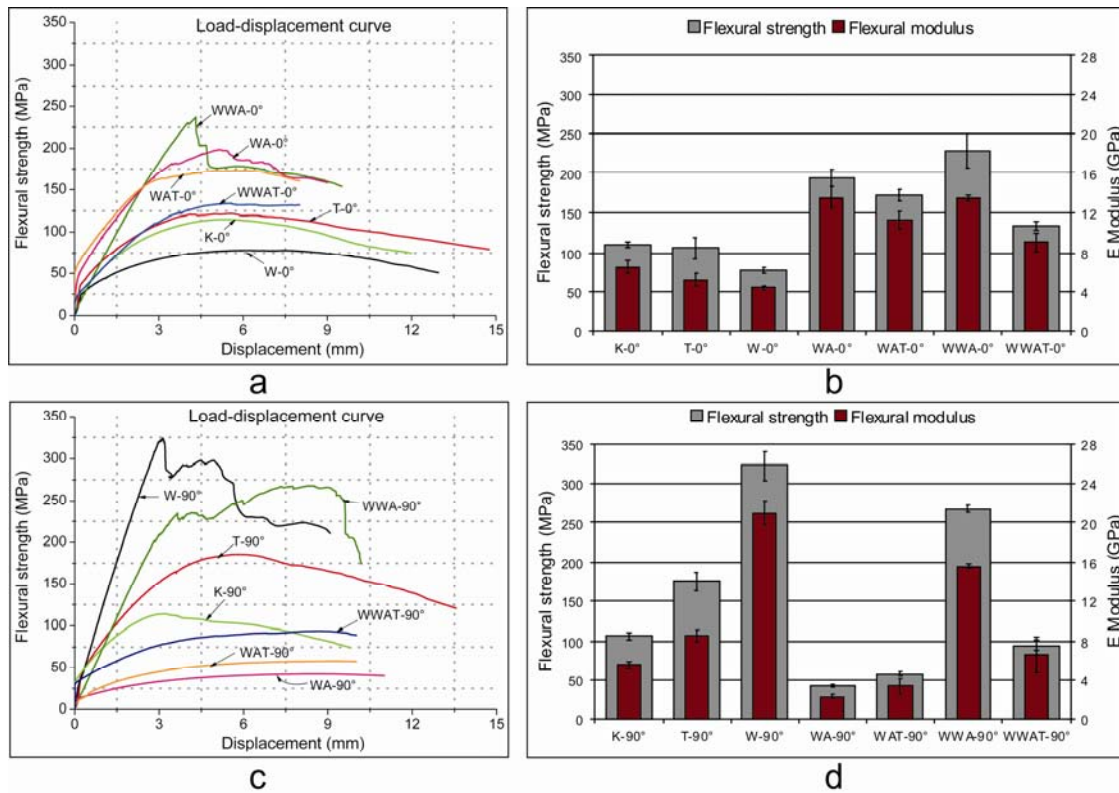 Load-displacement curve
350
300
250
200
150
100
50
0
Flexural strength (MPa)
WWA-0°
WA-0°
WAT-0°
WWAT-0°
T-0°
K-0°
W-0°
0 3 6 9 12 15
Displacement (mm)
a
Flexural strength Flexural modulus
350
300
250
200
150
100
50
0
Flexural strength (MPa)
28
24
20
16
12
8
4
0
E Modulus (GPa)
K-0° T-0° W-0° WA-0° WAT-0° WWA-0° WWAT-0°
b
Load-displacement curve
350
300
250
200
150
100
50
0
Flexural strength (MPa)
W-90°
WWA-90°
T-90°
K-90°
WWAT-90°
WAT-90°
WA-90°
0 3 6 9 12 15
Displacement (mm)
c
Flexural strength Flexural modulus
350
300
250
200
150
100
50
0
Flexural strength (MPa)
28
24
20
16
12
8
4
0
E Modulus (GPa)
K-90° T-90° W-90° WA-90° WAT-90° WWA-90° WWAT-90°
d